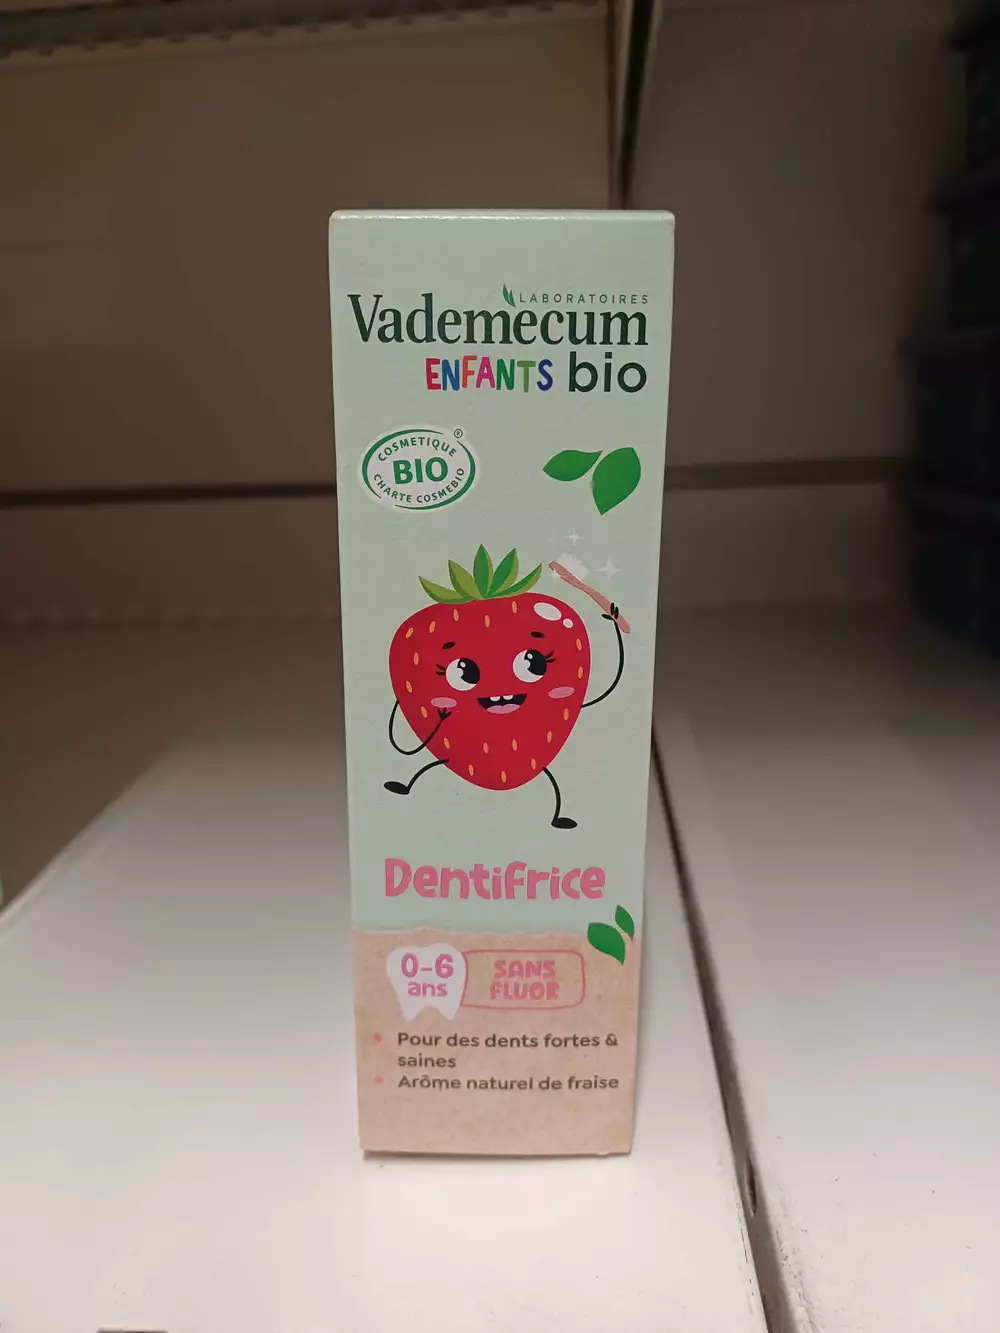 LABORATOIRES
Vademecum
ENFANTS bio
COSMETIQUE ®
BIO
CHARTE COSMEBIO
Dentifrice
0-6 ans
SANS FLUOR
Pour des dents fortes &
saines
Arôme naturel de fraise